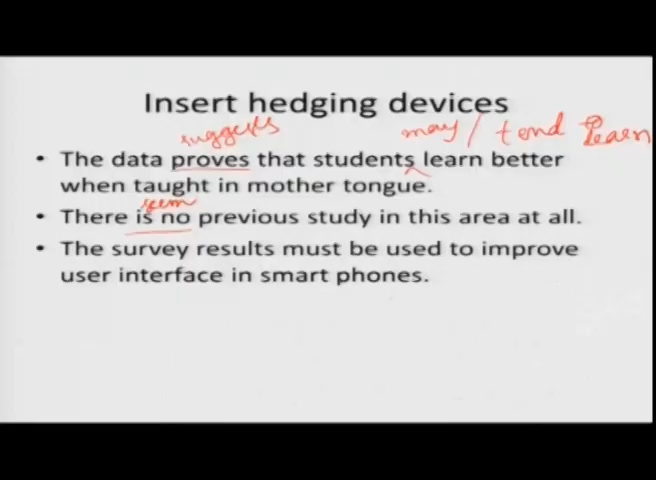 Insert hedging devices
suggests may / tend learn
• The data proves that students learn better
when taught in mother tongue.
seem
• There is no previous study in this area at all.
• The survey results must be used to improve
user interface in smart phones.